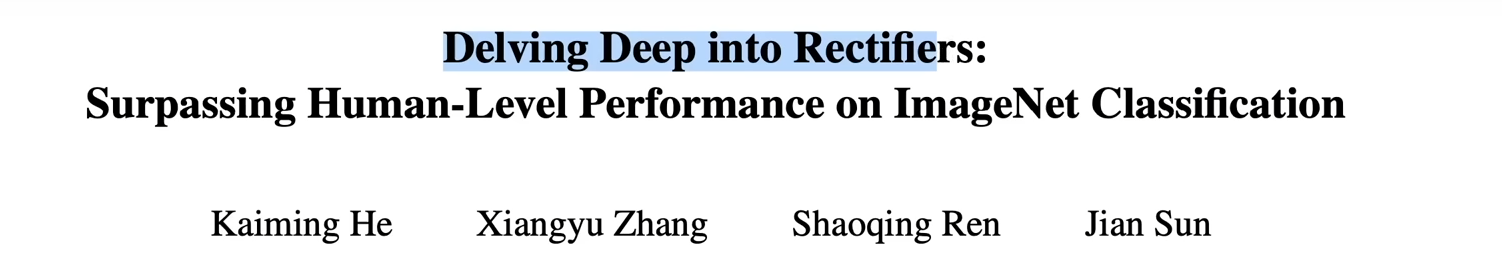 Delving Deep into Rectifiers:
Surpassing Human-Level Performance on ImageNet Classification
Kaiming He Xiangyu Zhang Shaoqing Ren Jian Sun